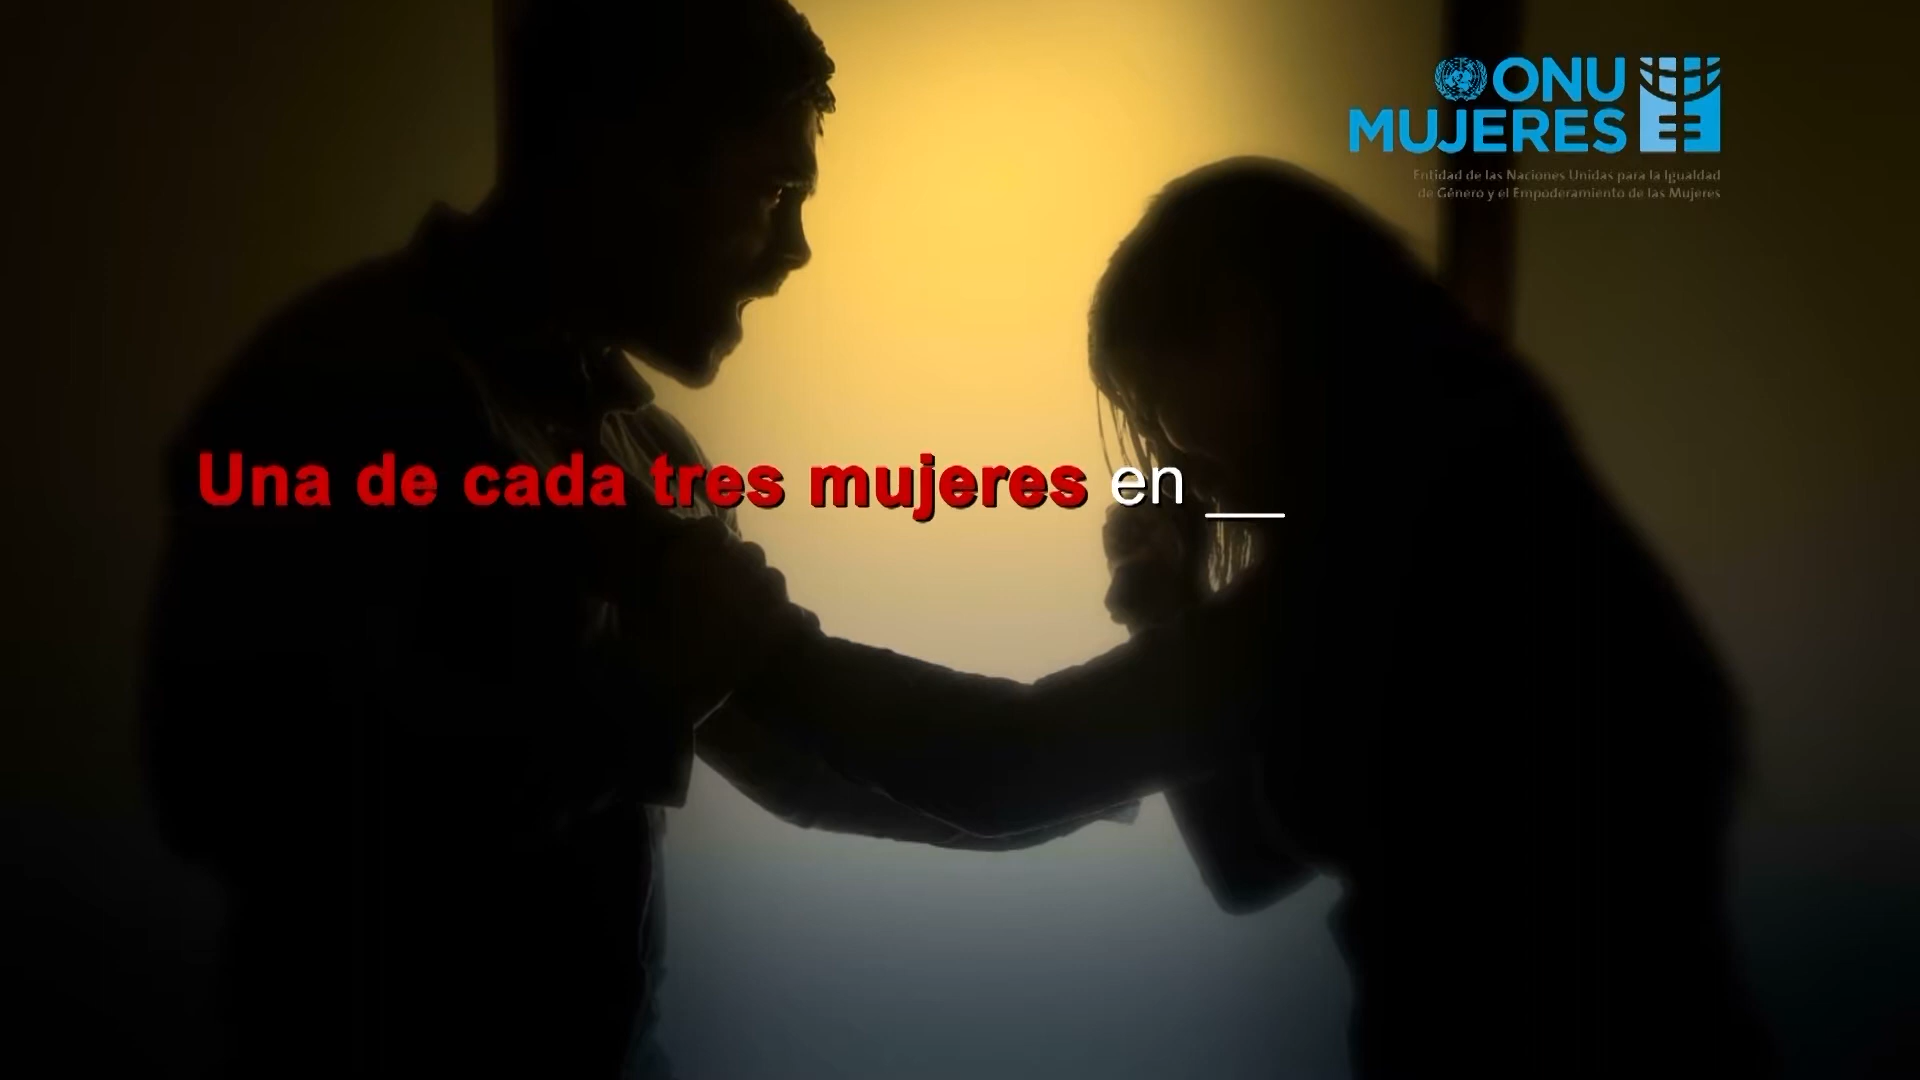 ONU
MUJERES
Entidad de las Naciones Unidas para la Igualdad
de Género y el Empoderamiento de las Mujeres
Una de cada tres mujeres en __